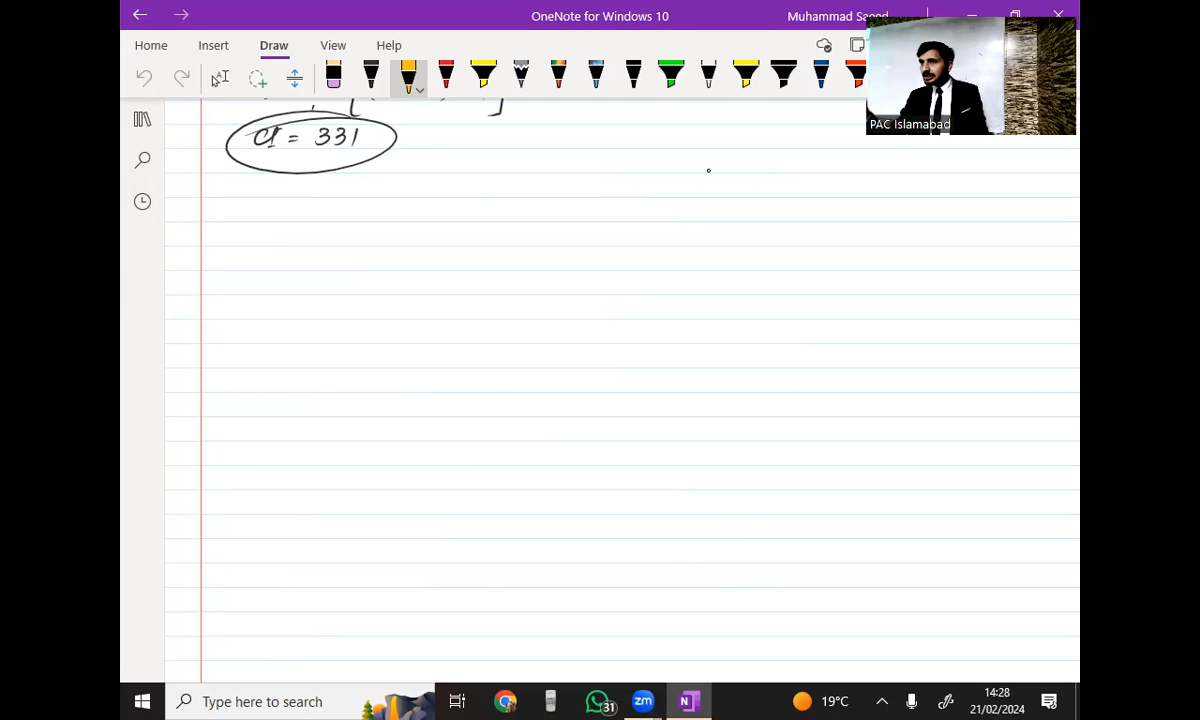 OneNote for Windows 10
Muhammad Saeed
Home Insert Draw View Help
PAC Islamabad
a = 331
Type here to search
31
zm
N
19°C
14:28
21/02/2024